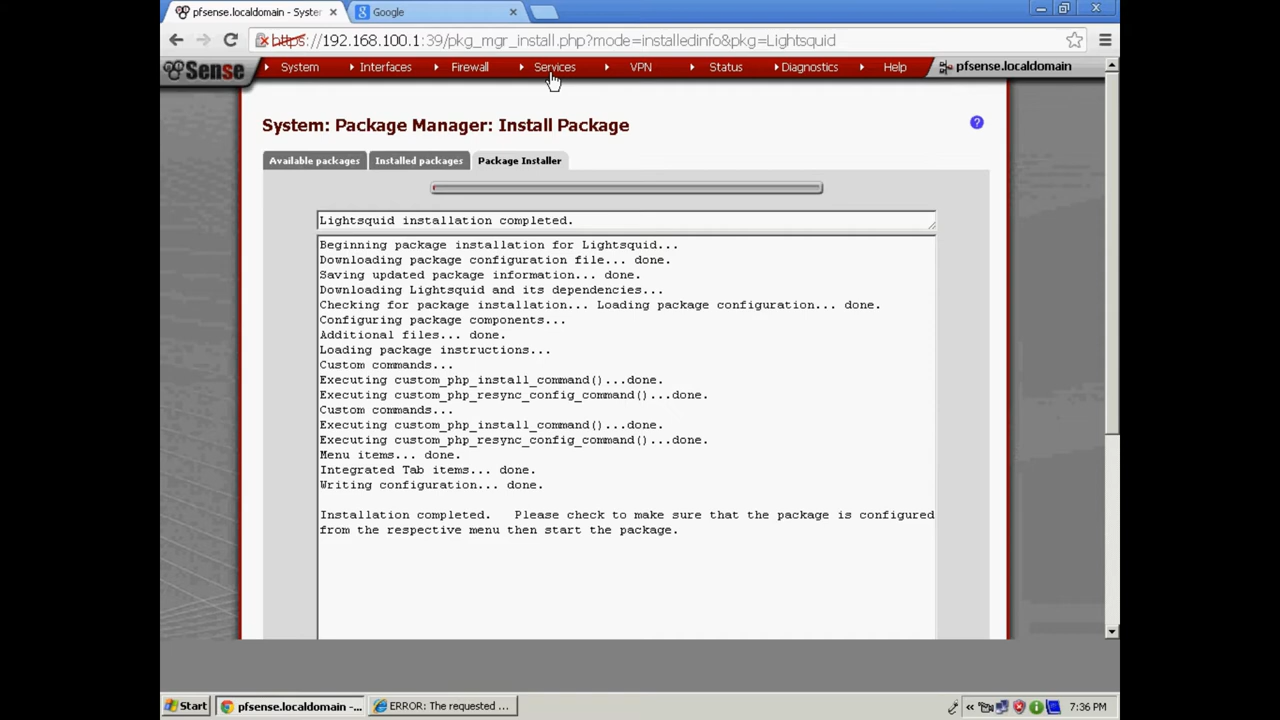 pfsense.localdomain - System
Google
https://192.168.100.1:39/pkg_mgr_install.php?mode=installedinfo&pkg=Lightsquid
Sense
System
Interfaces
Firewall
Services
VPN
Status
Diagnostics
Help
pfsense.localdomain
System: Package Manager: Install Package
?
Available packages
Installed packages
Package Installer
Lightsquid installation completed.
Beginning package installation for Lightsquid...
Downloading package configuration file... done.
Saving updated package information... done.
Downloading Lightsquid and its dependencies...
Checking for package installation... Loading package configuration... done.
Configuring package components...
Additional files... done.
Loading package instructions...
Custom commands...
Executing custom_php_install_command()...done.
Executing custom_php_resync_config_command()...done.
Custom commands...
Executing custom_php_install_command()...done.
Executing custom_php_resync_config_command()...done.
Menu items... done.
Integrated Tab items... done.
Writing configuration... done.
Installation completed.   Please check to make sure that the package is configured
from the respective menu then start the package.
Start
pfsense.localdomain -...
ERROR: The requested ...
7:36 PM